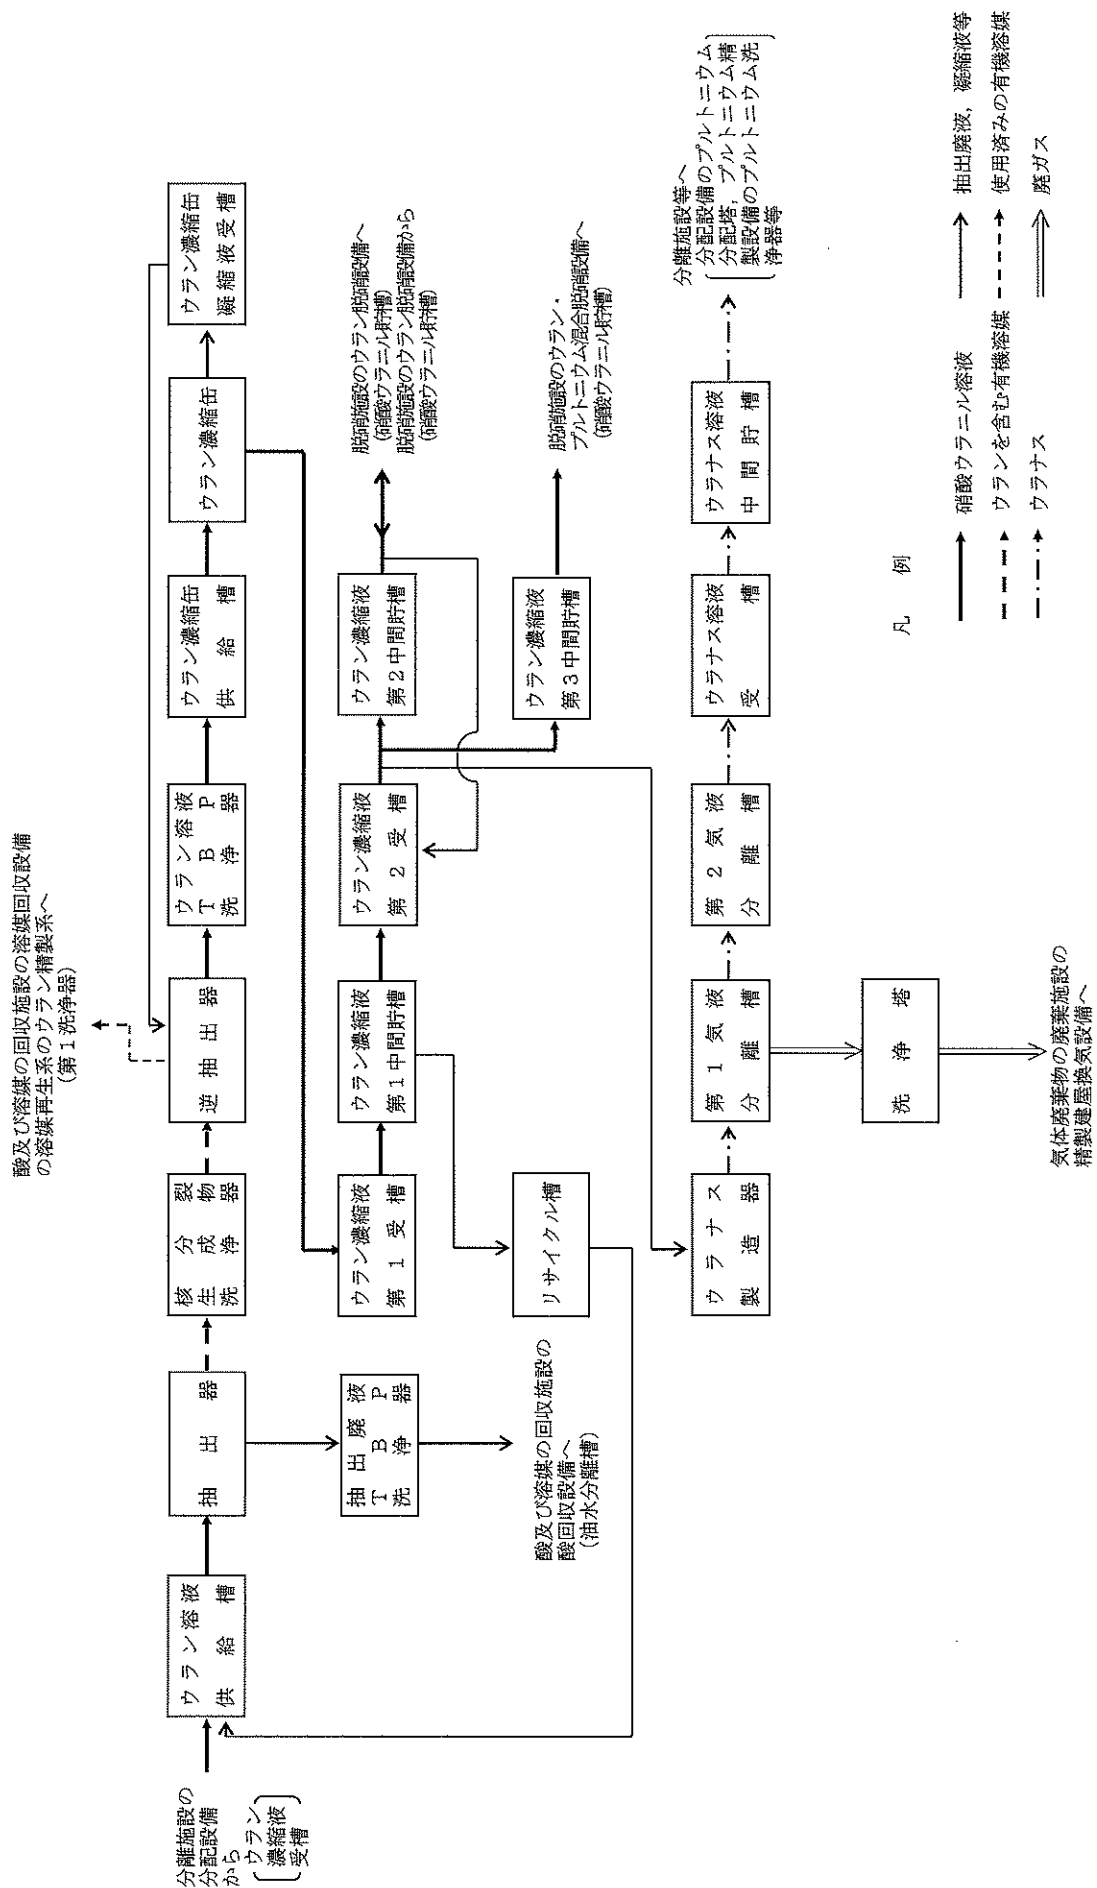 酸及び溶媒の回収施設の溶媒回収設備
の溶媒再生系のウラン精製系へ
(第1洗浄器)
分離施設の
分配設備
から
ウラン
濃縮液
受槽
ウラン溶液
供給槽
抽出器
核分裂
生成物
洗浄器
逆抽出器
ウラン溶液
TBP
洗浄器
ウラン濃縮缶
供給槽
ウラン濃縮缶
ウラン濃縮缶
凝縮液受槽
抽出廃液
TBP
洗浄器
酸及び溶媒の回収施設の
酸回収設備へ
(油水分離槽)
ウラン濃縮液
第1受槽
ウラン濃縮液
第1中間貯槽
ウラン濃縮液
第2受槽
ウラン濃縮液
第2中間貯槽
脱硝施設のウラン脱硝設備へ
(硝酸ウラニル貯槽)
脱硝施設のウラン脱硝設備から
(硝酸ウラニル貯槽)
リサイクル槽
ウラン濃縮液
第3中間貯槽
脱硝施設のウラン・
プルトニウム混合脱硝設備へ
(硝酸ウラニル貯槽)
ウラナス
製造器
第1気液
分離槽
第2気液
分離槽
ウラナス溶液
受槽
ウラナス溶液
中間貯槽
分離施設等へ
分配設備のプルトニウム
分配塔,プルトニウム精
製設備のプルトニウム洗
浄器等
洗浄塔
気体廃棄物の廃棄施設の
精製建屋換気設備へ
凡例
硝酸ウラニル溶液
抽出廃液,凝縮液等
ウランを含む有機溶媒
使用済みの有機溶媒
ウラナス
廃ガス